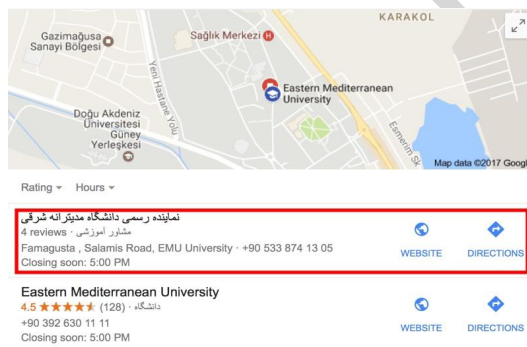 KARAKOL
Gazimağusa
Sanayi Bölgesi
Sağlık Merkezi
H
Yeni Hastane Yolu
Eastern Mediterranean
University
Doğu Akdeniz
Üniversitesi
Güney
Yerleşkesi
Esmerim Sk
Map data ©2017 Googl
Rating Hours
نماینده رسمی دانشگاه مدیترانه شرقی
4 reviews · مشاور آموزشی
Famagusta , Salamis Road, EMU University · +90 533 874 13 05
Closing soon: 5:00 PM
WEBSITE DIRECTIONS
Eastern Mediterranean University
4.5 ★★★★★ (128) · دانشگاه
+90 392 630 11 11
Closing soon: 5:00 PM
WEBSITE DIRECTIONS